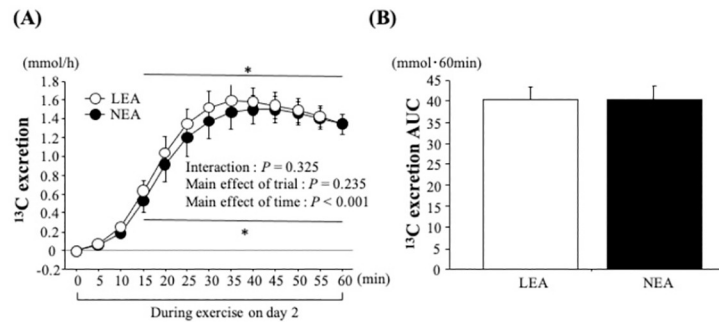 (A)
(mmol/h)
¹³C excretion
1.8
1.6
1.4
1.2
1.0
0.8
0.6
0.4
0.2
0
-0.2
LEA
NEA
*
Interaction : P = 0.325
Main effect of trial : P = 0.235
Main effect of time : P < 0.001
*
0 5 10 15 20 25 30 35 40 45 50 55 60 (min)
During exercise on day 2
(B)
(mmol·60min)
¹³C excretion AUC
45
40
35
30
25
20
15
10
5
0
LEA NEA